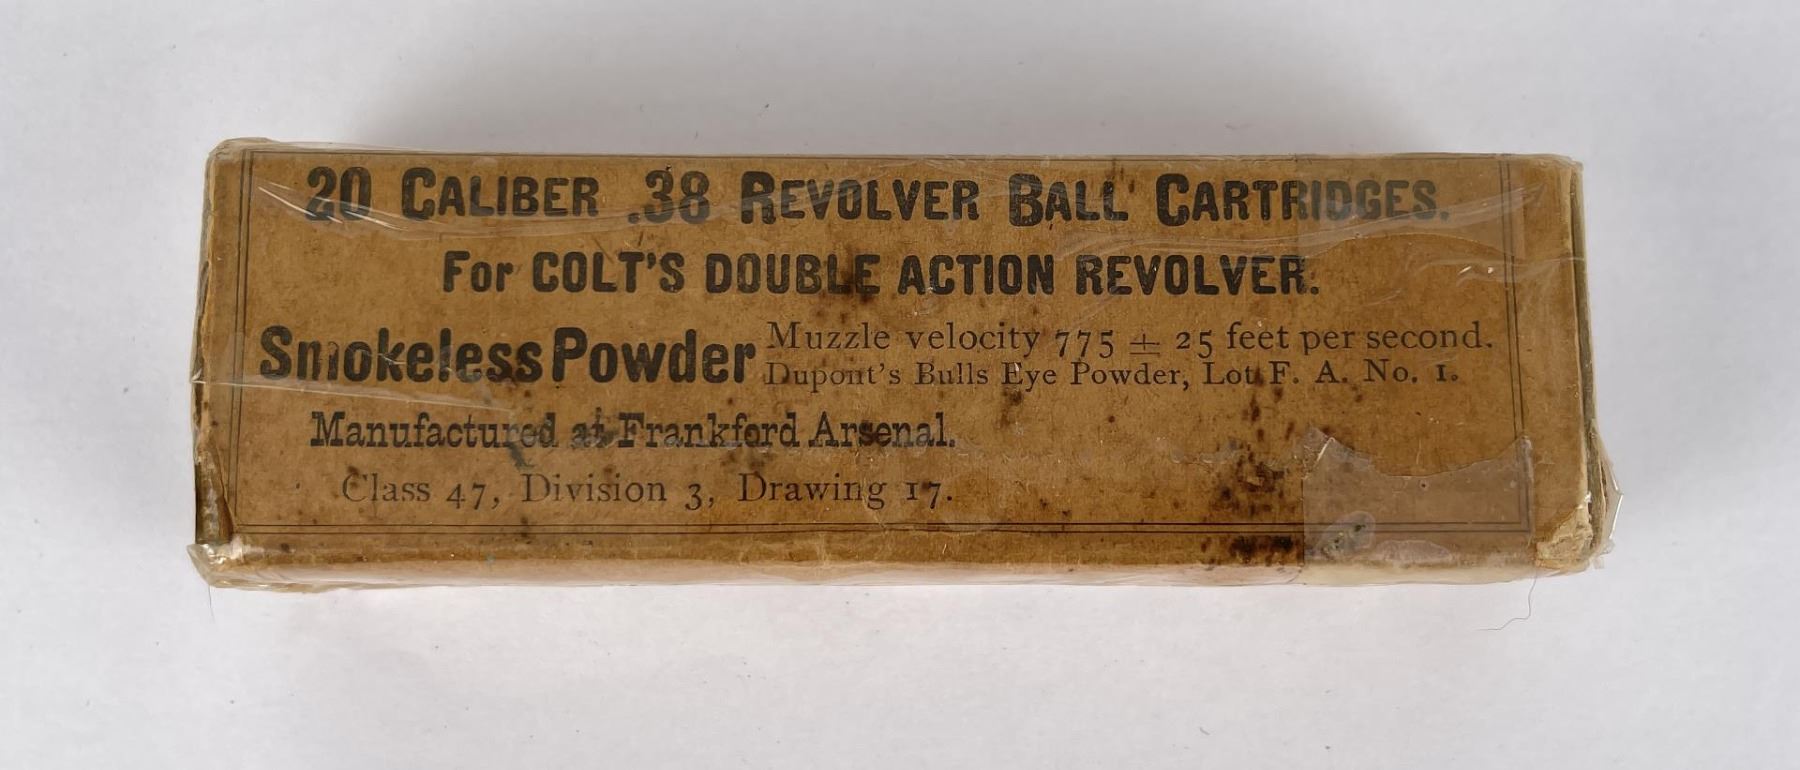 20 CALIBER .38 REVOLVER BALL CARTRIDGES.
For COLT'S DOUBLE ACTION REVOLVER.
Smokeless Powder Muzzle velocity 775 ± 25 feet per second.
Dupont's Bulls Eye Powder, Lot F. A. No. 1.
Manufactured at Frankford Arsenal.
Class 47, Division 3, Drawing 17.